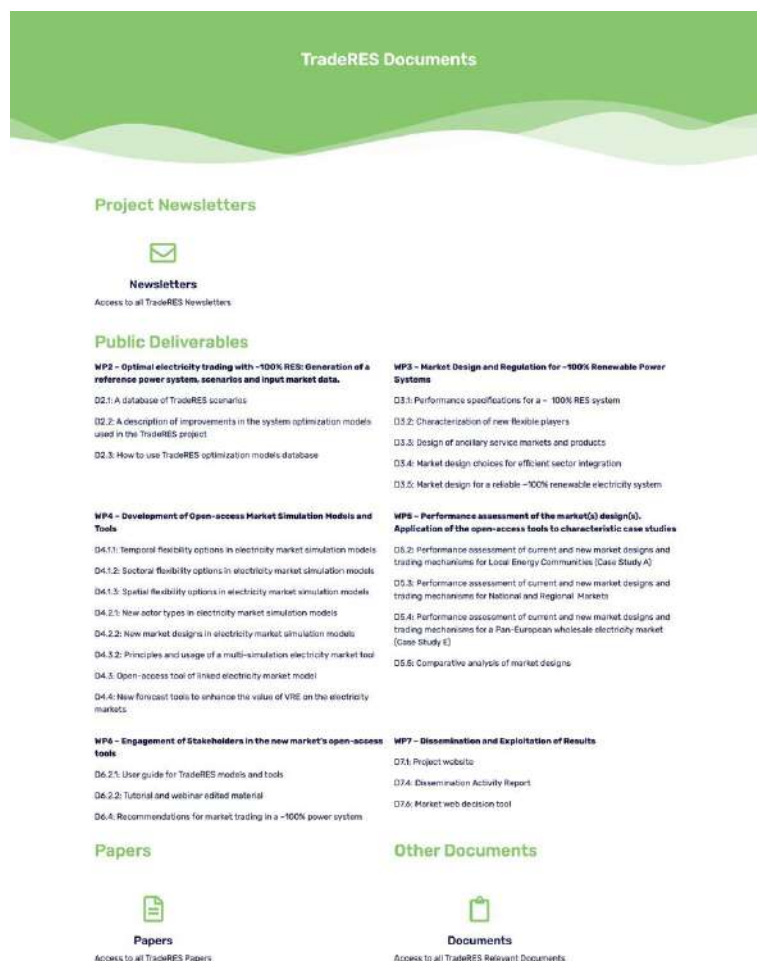 TradeRES Documents
Project Newsletters
Newsletters
Access to all TradeRES Newsletters
Public Deliverables
WP2 – Optimal electricity trading with ~100% RES: Generation of a
reference power system, scenarios and input market data.
D2.1: A database of TradeRES scenarios
D2.2: A description of improvements in the system optimization models
used in the TradeRES project
D2.3: How to use TradeRES optimization models database
WP3 – Market Design and Regulation for ~100% Renewable Power
Systems
D3.1: Performance specifications for a ~ 100% RES system
D3.2: Characterization of new flexible players
D3.3: Design of ancillary service markets and products
D3.4: Market design choices for efficient sector integration
D3.5: Market design for a reliable ~100% renewable electricity system
WP4 – Development of Open-access Market Simulation Models and
Tools
D4.1.1: Temporal flexibility options in electricity market simulation models
D4.1.2: Sectoral flexibility options in electricity market simulation models
D4.1.3: Spatial flexibility options in electricity market simulation models
D4.2.1: New actor types in electricity market simulation models
D4.2.2: New market designs in electricity market simulation models
D4.3.2: Principles and usage of a multi-simulation electricity market tool
D4.3: Open-access tool of linked electricity market model
D4.4: New forecast tools to enhance the value of VRE on the electricity
markets
WP5 – Performance assessment of the market(s) design(s).
Application of the open-access tools to characteristic case studies
D5.2: Performance assessment of current and new market designs and
trading mechanisms for Local Energy Communities (Case Study A)
D5.3: Performance assessment of current and new market designs and
trading mechanisms for National and Regional Markets
D5.4: Performance assessment of current and new market designs and
trading mechanisms for a Pan-European wholesale electricity market
(Case Study E)
D5.5: Comparative analysis of market designs
WP6 – Engagement of Stakeholders in the new market's open-access
tools
D6.2.1: User guide for TradeRES models and tools
D6.2.2: Tutorial and webinar edited material
D6.4: Recommendations for market trading in a ~100% power system
WP7 – Dissemination and Exploitation of Results
D7.1: Project website
D7.4: Dissemination Activity Report
D7.6: Market web decision tool
Papers
Papers
Access to all TradeRES Papers
Other Documents
Documents
Access to all TradeRES Relevant Documents